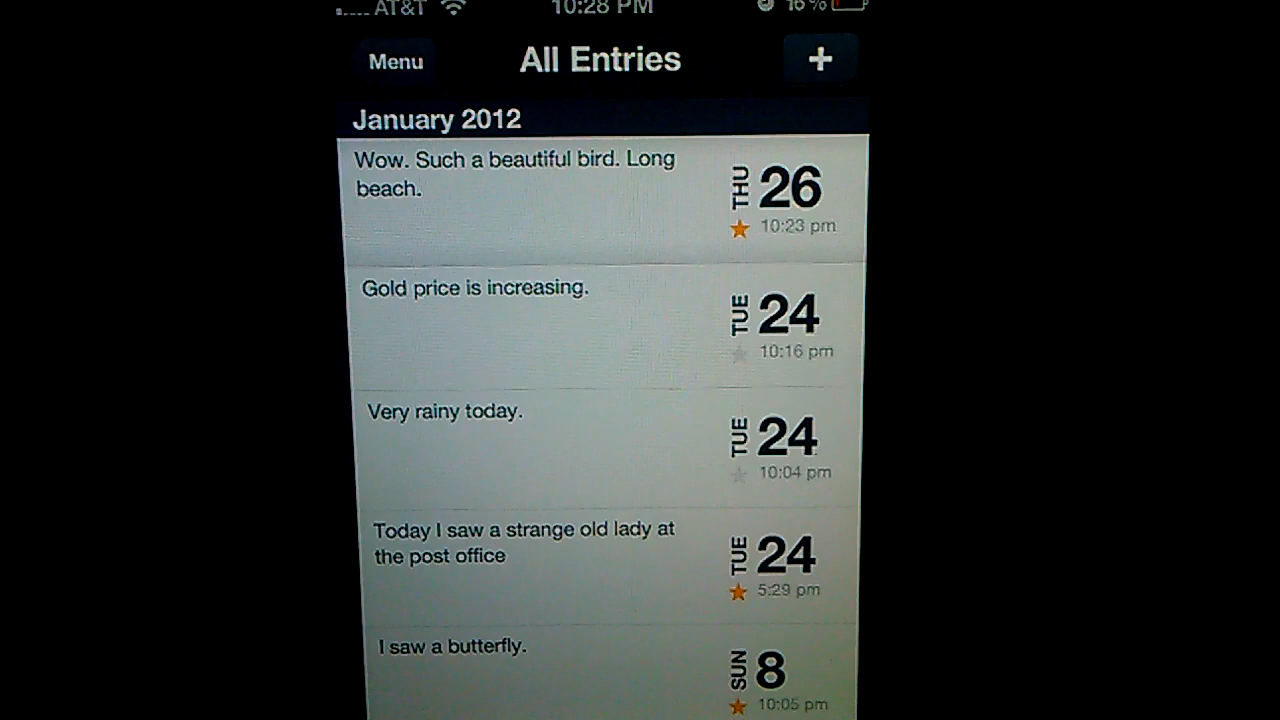 AT&T 10:28 PM 16%
Menu All Entries +
January 2012
Wow. Such a beautiful bird. Long
beach.
THU 26
10:23 pm
Gold price is increasing.
TUE 24
10:16 pm
Very rainy today.
TUE 24
10:04 pm
Today I saw a strange old lady at
the post office
TUE 24
5:29 pm
I saw a butterfly.
SUN 8
10:05 pm